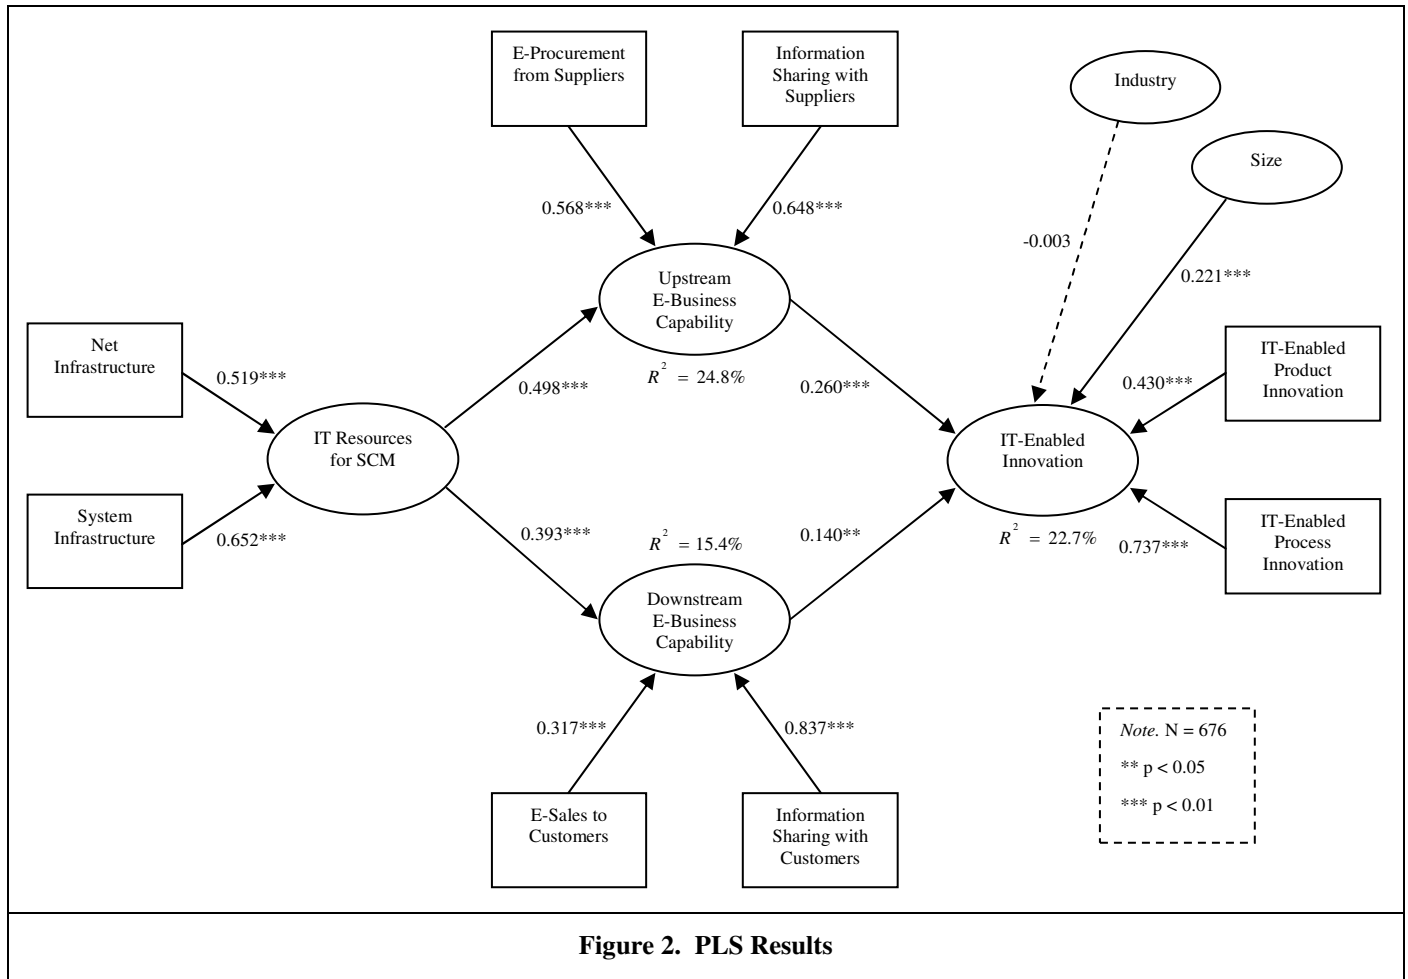 E-Procurement
from Suppliers
Information
Sharing with
Suppliers
Industry
Size
0.568***
0.648***
-0.003
0.221***
Upstream
E-Business
Capability
R² = 24.8%
Net
Infrastructure
0.519***
0.498***
0.260***
0.430***
IT-Enabled
Product
Innovation
IT Resources
for SCM
IT-Enabled
Innovation
R² = 22.7%
System
Infrastructure
0.652***
0.393***
0.140**
0.737***
IT-Enabled
Process
Innovation
R² = 15.4%
Downstream
E-Business
Capability
0.317***
0.837***
E-Sales to
Customers
Information
Sharing with
Customers
Note. N = 676
** p < 0.05
*** p < 0.01
Figure 2. PLS Results